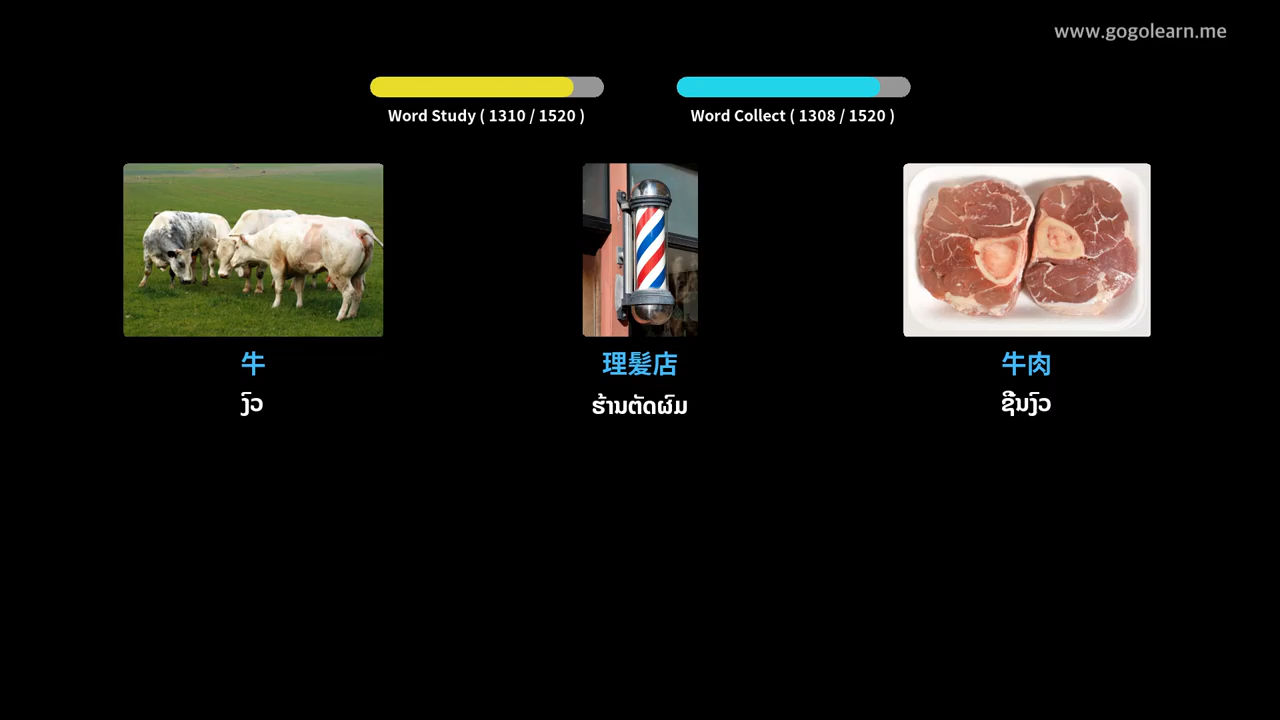 www.gogolearn.me
Word Study ( 1310 / 1520 )
Word Collect ( 1308 / 1520 )
牛
理髪店
牛肉
ງົວ
ຮ້ານຕັດຜົມ
ຊີ້ນງົວ